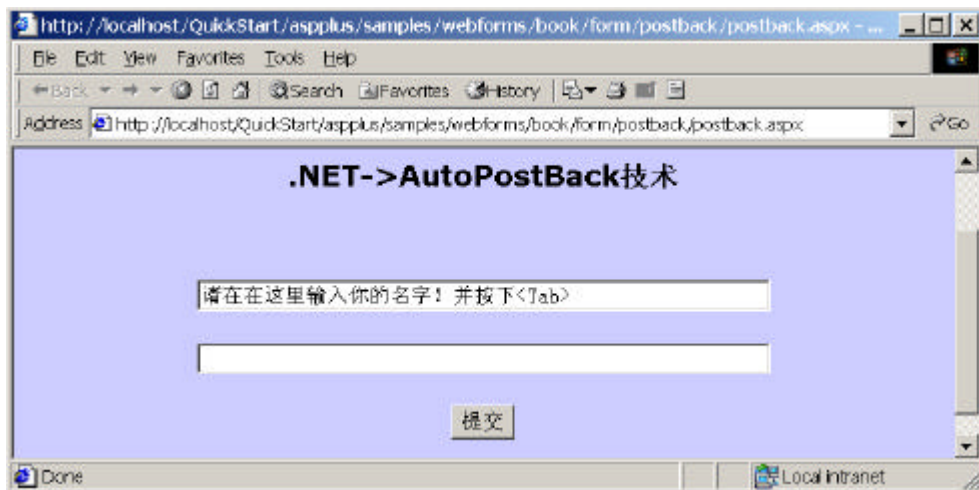 http://localhost/QuickStart/aspplus/samples/webforms/book/form/postback/postback.aspx - ...
File Edit View Favorites Tools Help
Back Search Favorites History
Address http://localhost/QuickStart/aspplus/samples/webforms/book/form/postback/postback.aspx Go
.NET->AutoPostBack技术
请在在这里输入你的名字! 并按下<Tab>
提交
Done Local intranet